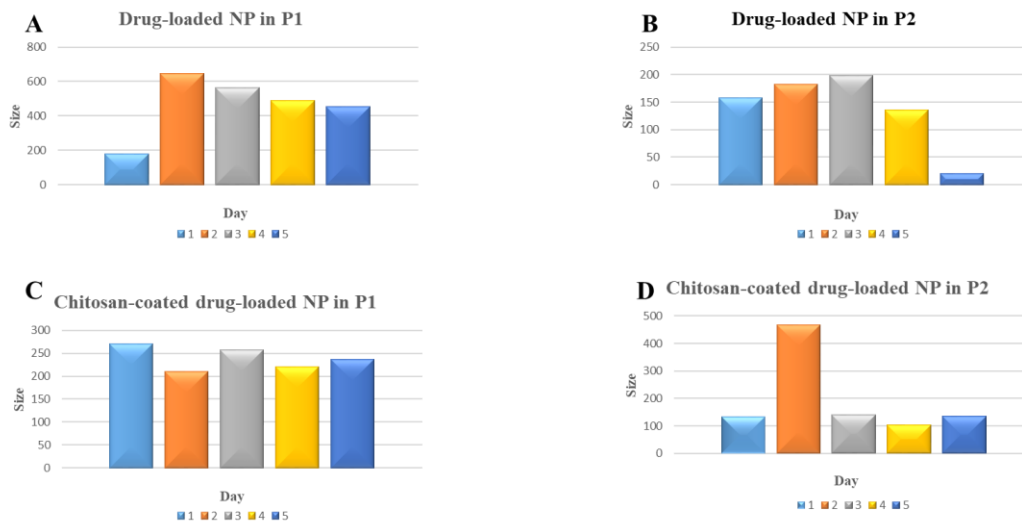 A
Drug-loaded NP in P1
800
600
400
200
0
Size
Day
1 2 3 4 5
B
Drug-loaded NP in P2
250
200
150
100
50
0
Size
Day
1 2 3 4 5
C
Chitosan-coated drug-loaded NP in P1
300
250
200
150
100
50
0
Size
Day
1 2 3 4 5
D
Chitosan-coated drug-loaded NP in P2
500
400
300
200
100
0
Size
Day
1 2 3 4 5